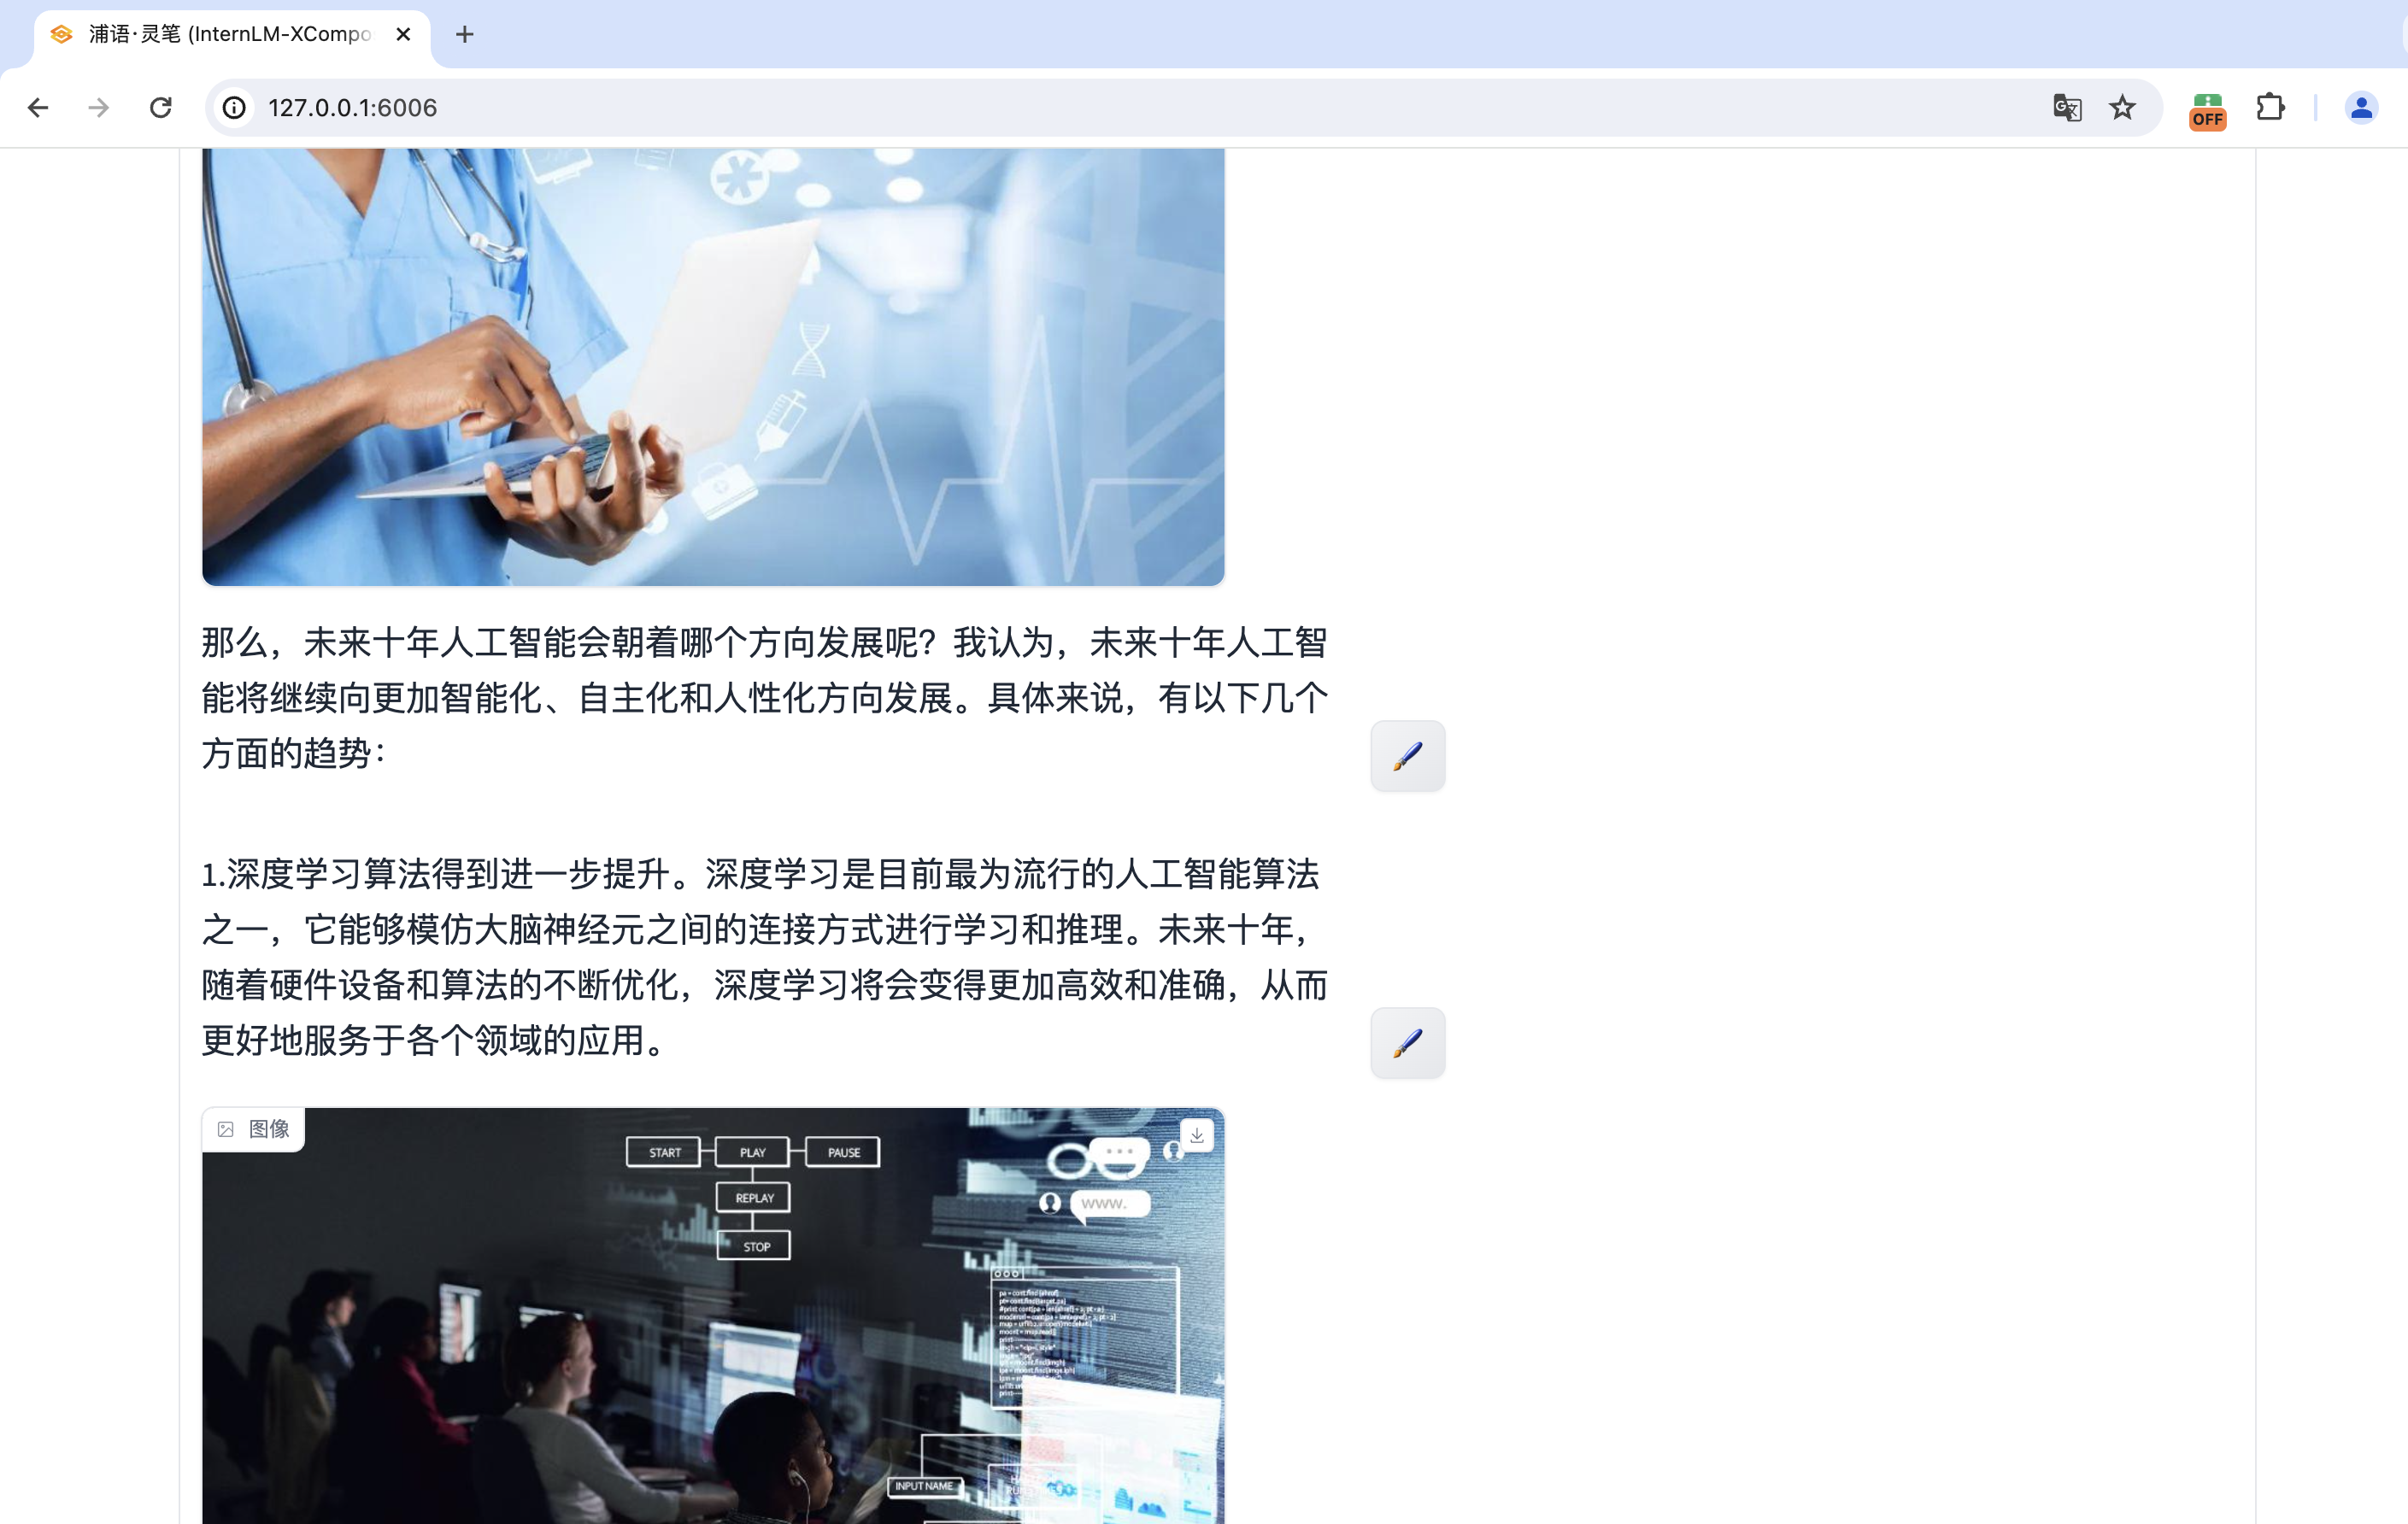 浦语·灵笔 (InternLM-XCompo
127.0.0.1:6006
OFF
那么，未来十年人工智能会朝着哪个方向发展呢？我认为，未来十年人工智
能将继续向更加智能化、自主化和人性化方向发展。具体来说，有以下几个
方面的趋势：
1.深度学习算法得到进一步提升。深度学习是目前最为流行的人工智能算法
之一，它能够模仿大脑神经元之间的连接方式进行学习和推理。未来十年，
随着硬件设备和算法的不断优化，深度学习将会变得更加高效和准确，从而
更好地服务于各个领域的应用。
图像
START PLAY PAUSE
REPLAY
www.
STOP
INPUT NAME